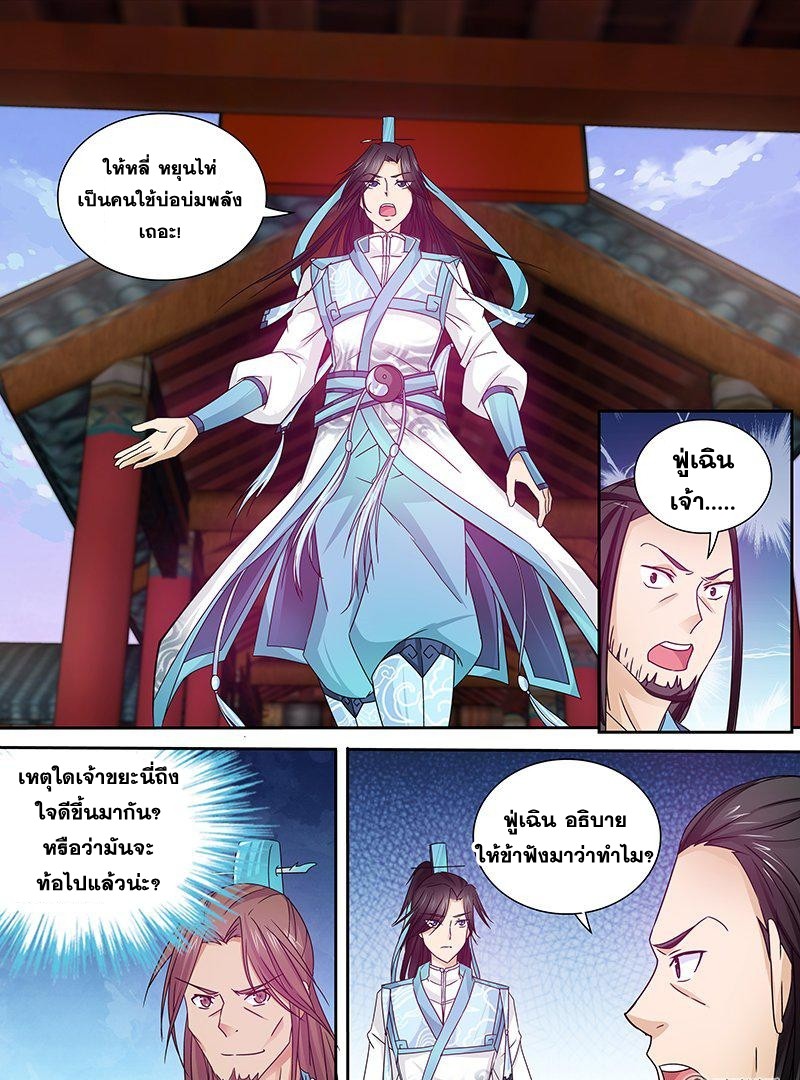 ให้หลี่ หยุนไท่
เป็นคนใช้บ่อบ่มพลัง
เถอะ!
ฟู่เฉิน
เจ้า.....
เหตุใดเจ้าขยะนี่ถึง
ใจดีขึ้นมากัน?
หรือว่ามันจะ
ท้อไปแล้วน่ะ?
ฟู่เฉิน อธิบาย
ให้ข้าฟังมาว่าทำไม?